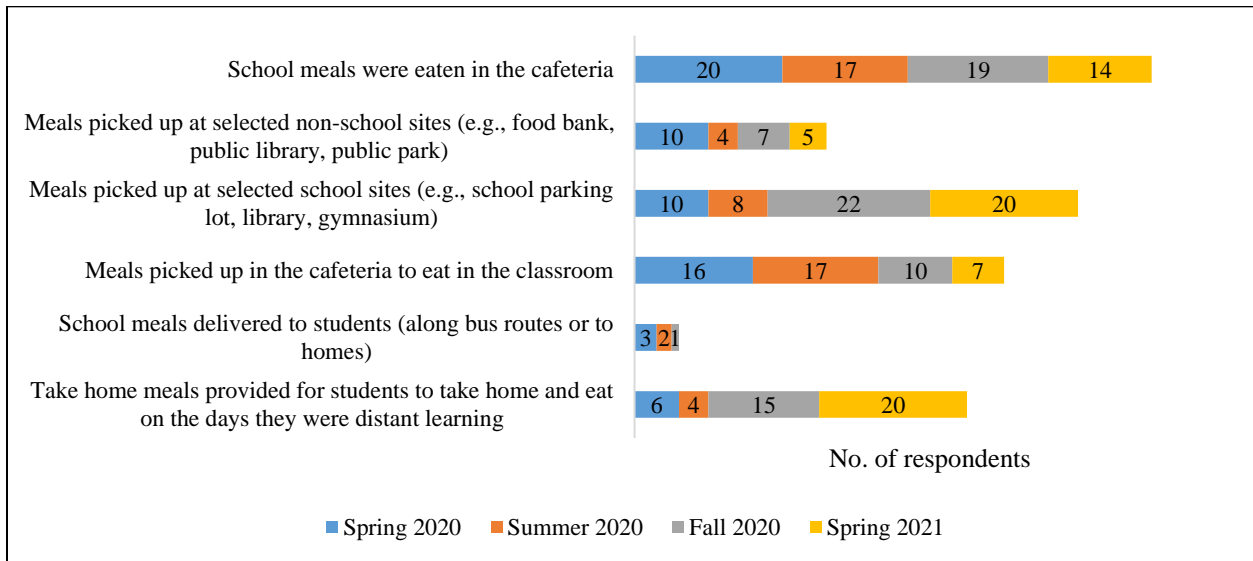 School meals were eaten in the cafeteria
20 17 19 14
Meals picked up at selected non-school sites (e.g., food bank,
public library, public park)
10 4 7 5
Meals picked up at selected school sites (e.g., school parking
lot, library, gymnasium)
10 8 22 20
Meals picked up in the cafeteria to eat in the classroom
16 17 10 7
School meals delivered to students (along bus routes or to
homes)
3 2 1
Take home meals provided for students to take home and eat
on the days they were distant learning
6 4 15 20
No. of respondents
Spring 2020 Summer 2020 Fall 2020 Spring 2021